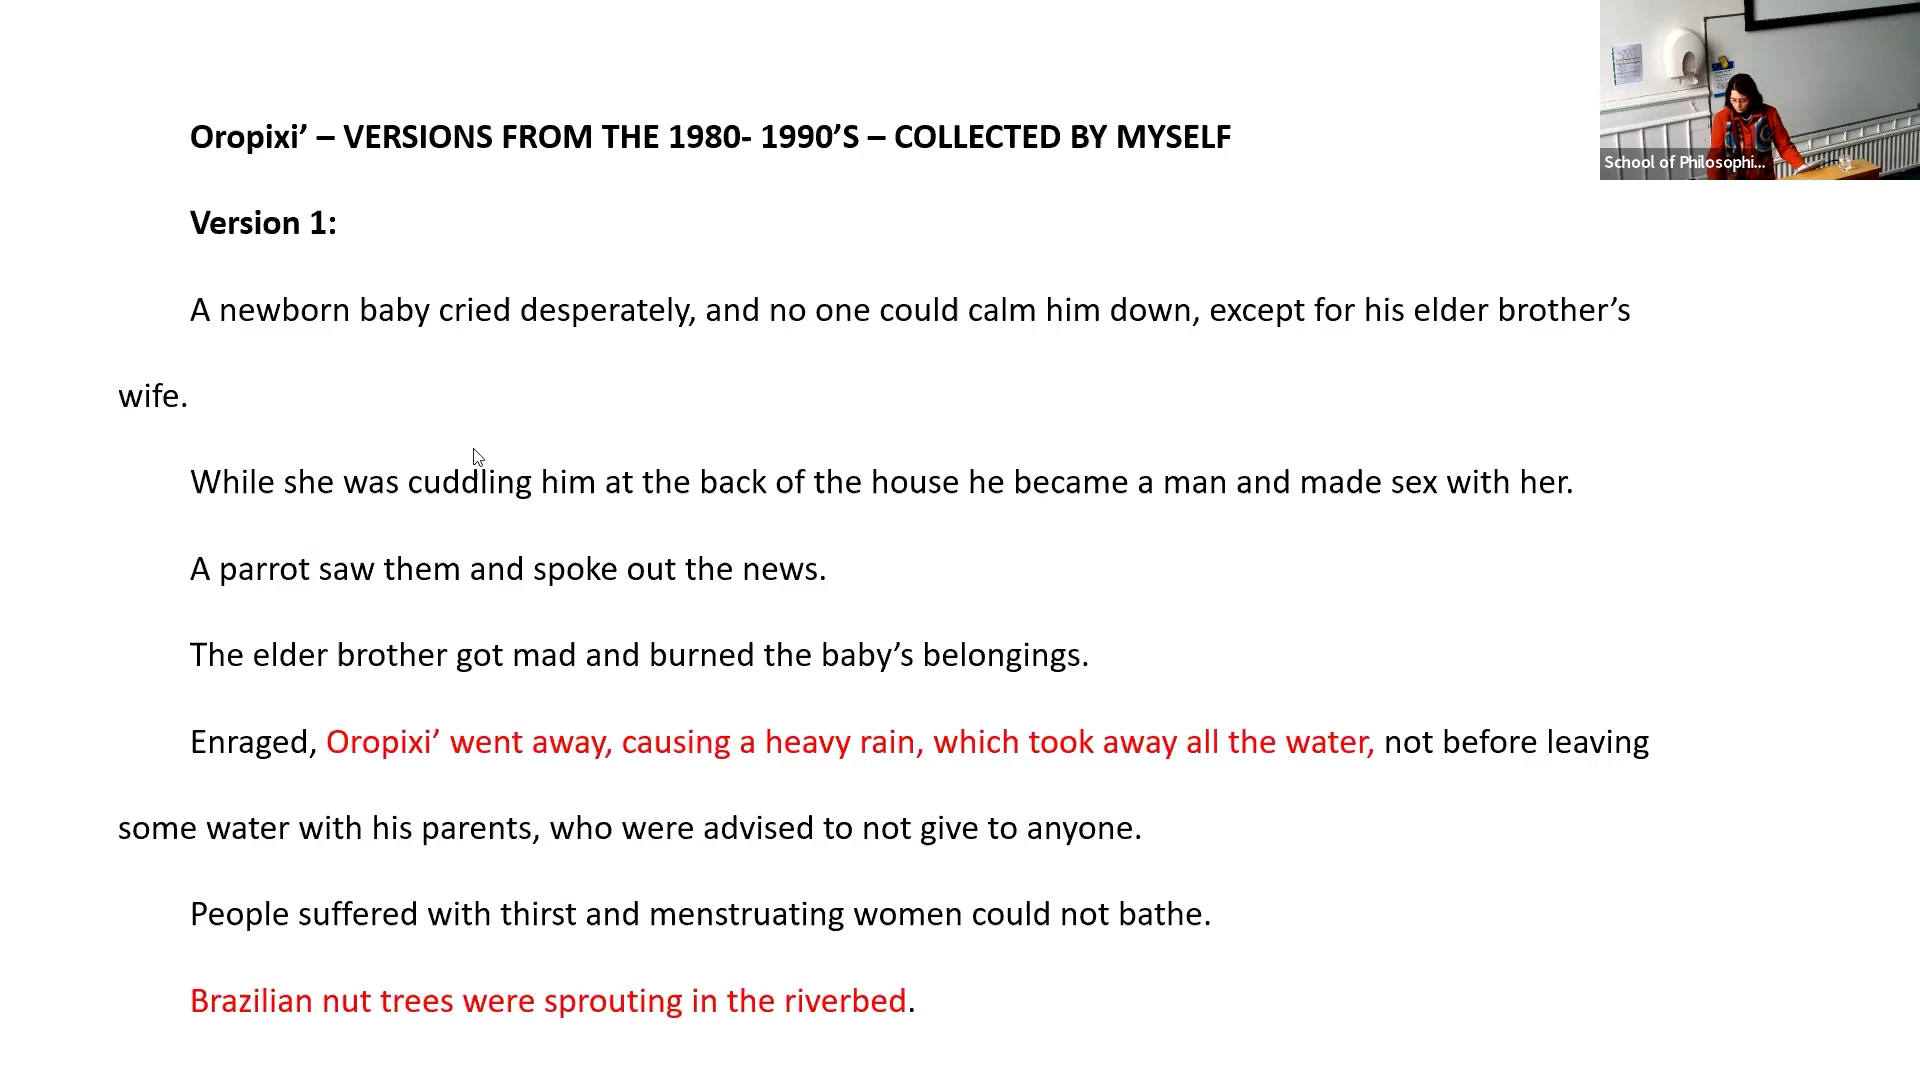 Oropixi’ – VERSIONS FROM THE 1980- 1990’S – COLLECTED BY MYSELF
School of Philosophi...
Version 1:
A newborn baby cried desperately, and no one could calm him down, except for his elder brother’s
wife.
While she was cuddling him at the back of the house he became a man and made sex with her.
A parrot saw them and spoke out the news.
The elder brother got mad and burned the baby’s belongings.
Enraged, Oropixi’ went away, causing a heavy rain, which took away all the water, not before leaving
some water with his parents, who were advised to not give to anyone.
People suffered with thirst and menstruating women could not bathe.
Brazilian nut trees were sprouting in the riverbed.